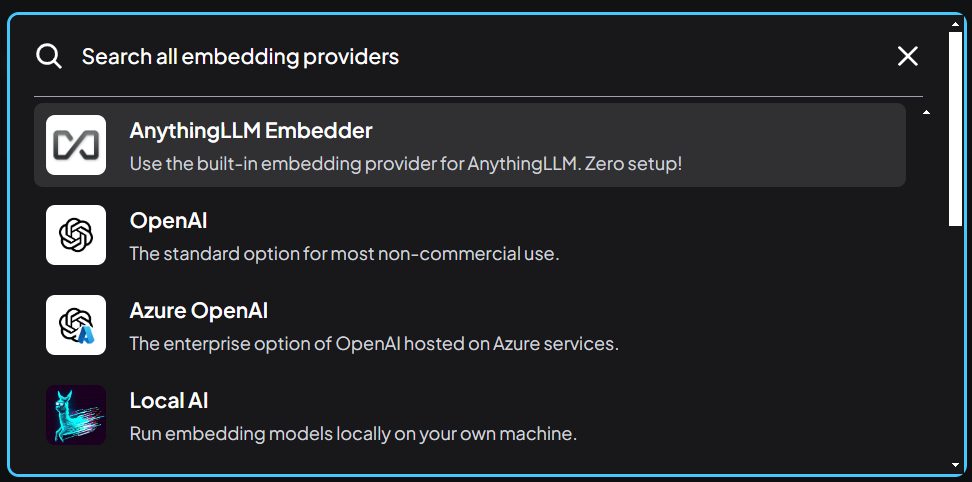 Search all embedding providers
AnythingLLM Embedder
Use the built-in embedding provider for AnythingLLM. Zero setup!
OpenAI
The standard option for most non-commercial use.
Azure OpenAI
The enterprise option of OpenAI hosted on Azure services.
Local AI
Run embedding models locally on your own machine.